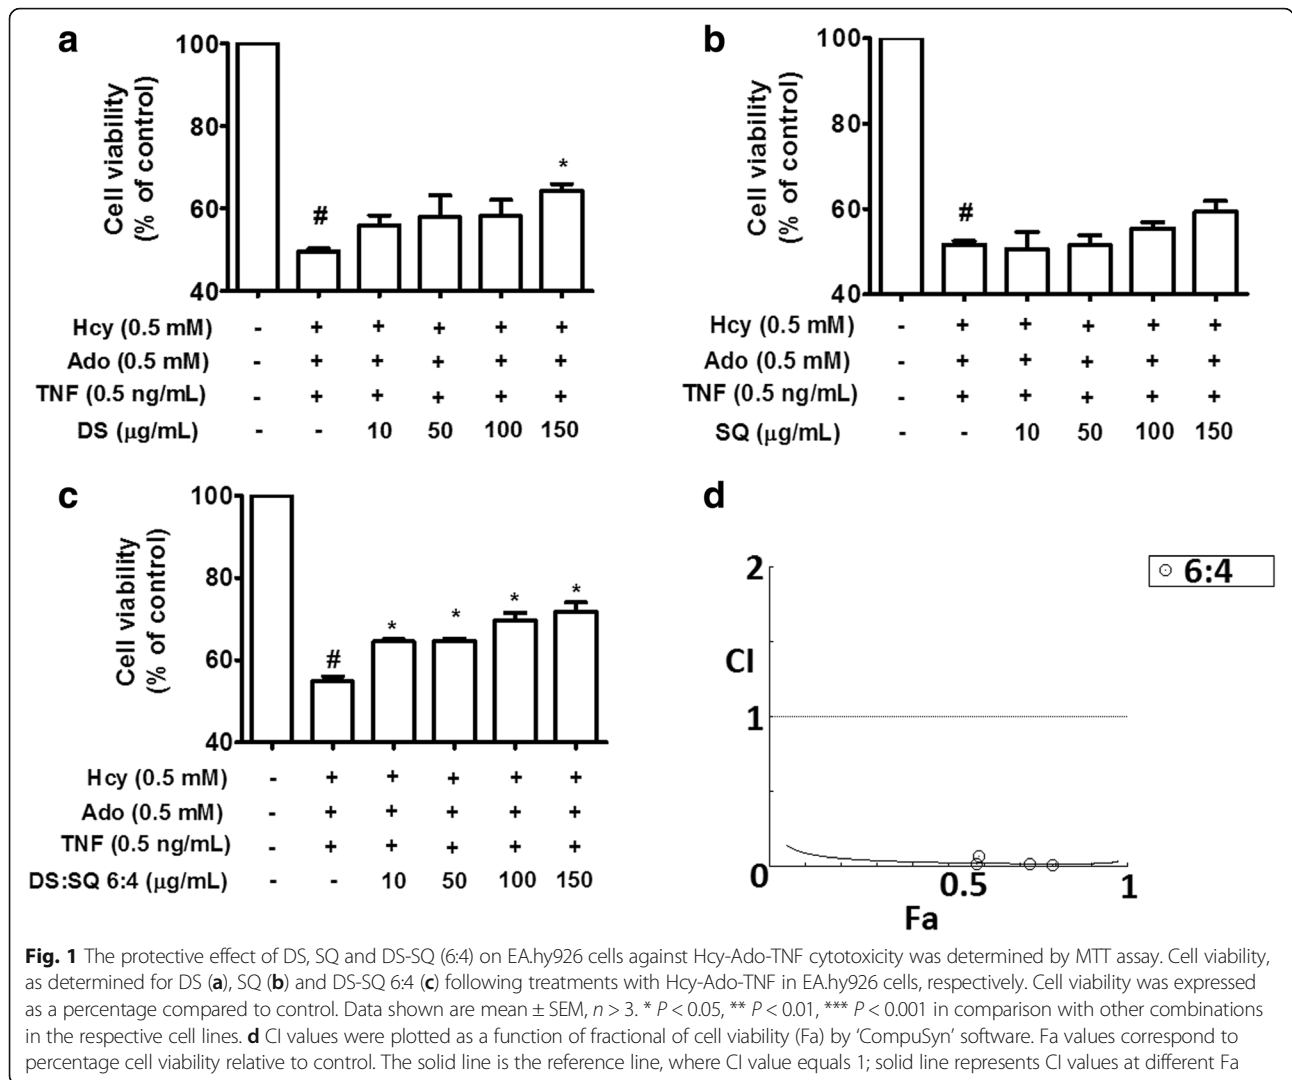 a
100
80
60
40
Cell viability
(% of control)
#
*
Hcy (0.5 mM) - + + + + +
Ado (0.5 mM) - + + + + +
TNF (0.5 ng/mL) - + + + + +
DS (μg/mL) - - 10 50 100 150
b
100
80
60
40
Cell viability
(% of control)
#
Hcy (0.5 mM) - + + + + +
Ado (0.5 mM) - + + + + +
TNF (0.5 ng/mL) - + + + + +
SQ (μg/mL) - - 10 50 100 150
c
100
80
60
40
Cell viability
(% of control)
# * * * *
Hcy (0.5 mM) - + + + + +
Ado (0.5 mM) - + + + + +
TNF (0.5 ng/mL) - + + + + +
DS:SQ 6:4 (μg/mL) - - 10 50 100 150
d
6:4
2
CI
1
0
0.5
1
Fa
Fig. 1 The protective effect of DS, SQ and DS-SQ (6:4) on EA.hy926 cells against Hcy-Ado-TNF cytotoxicity was determined by MTT assay. Cell viability,
as determined for DS (a), SQ (b) and DS-SQ 6:4 (c) following treatments with Hcy-Ado-TNF in EA.hy926 cells, respectively. Cell viability was expressed
as a percentage compared to control. Data shown are mean ± SEM, n > 3. * P < 0.05, ** P < 0.01, *** P < 0.001 in comparison with other combinations
in the respective cell lines. d CI values were plotted as a function of fractional of cell viability (Fa) by ‘CompuSyn’ software. Fa values correspond to
percentage cell viability relative to control. The solid line is the reference line, where CI value equals 1; solid line represents CI values at different Fa